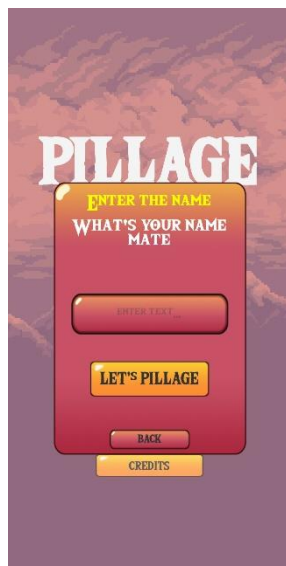 PILLAGE
ENTER THE NAME
WHAT'S YOUR NAME
MATE
ENTER TEXT...
LET'S PILLAGE
BACK
CREDITS